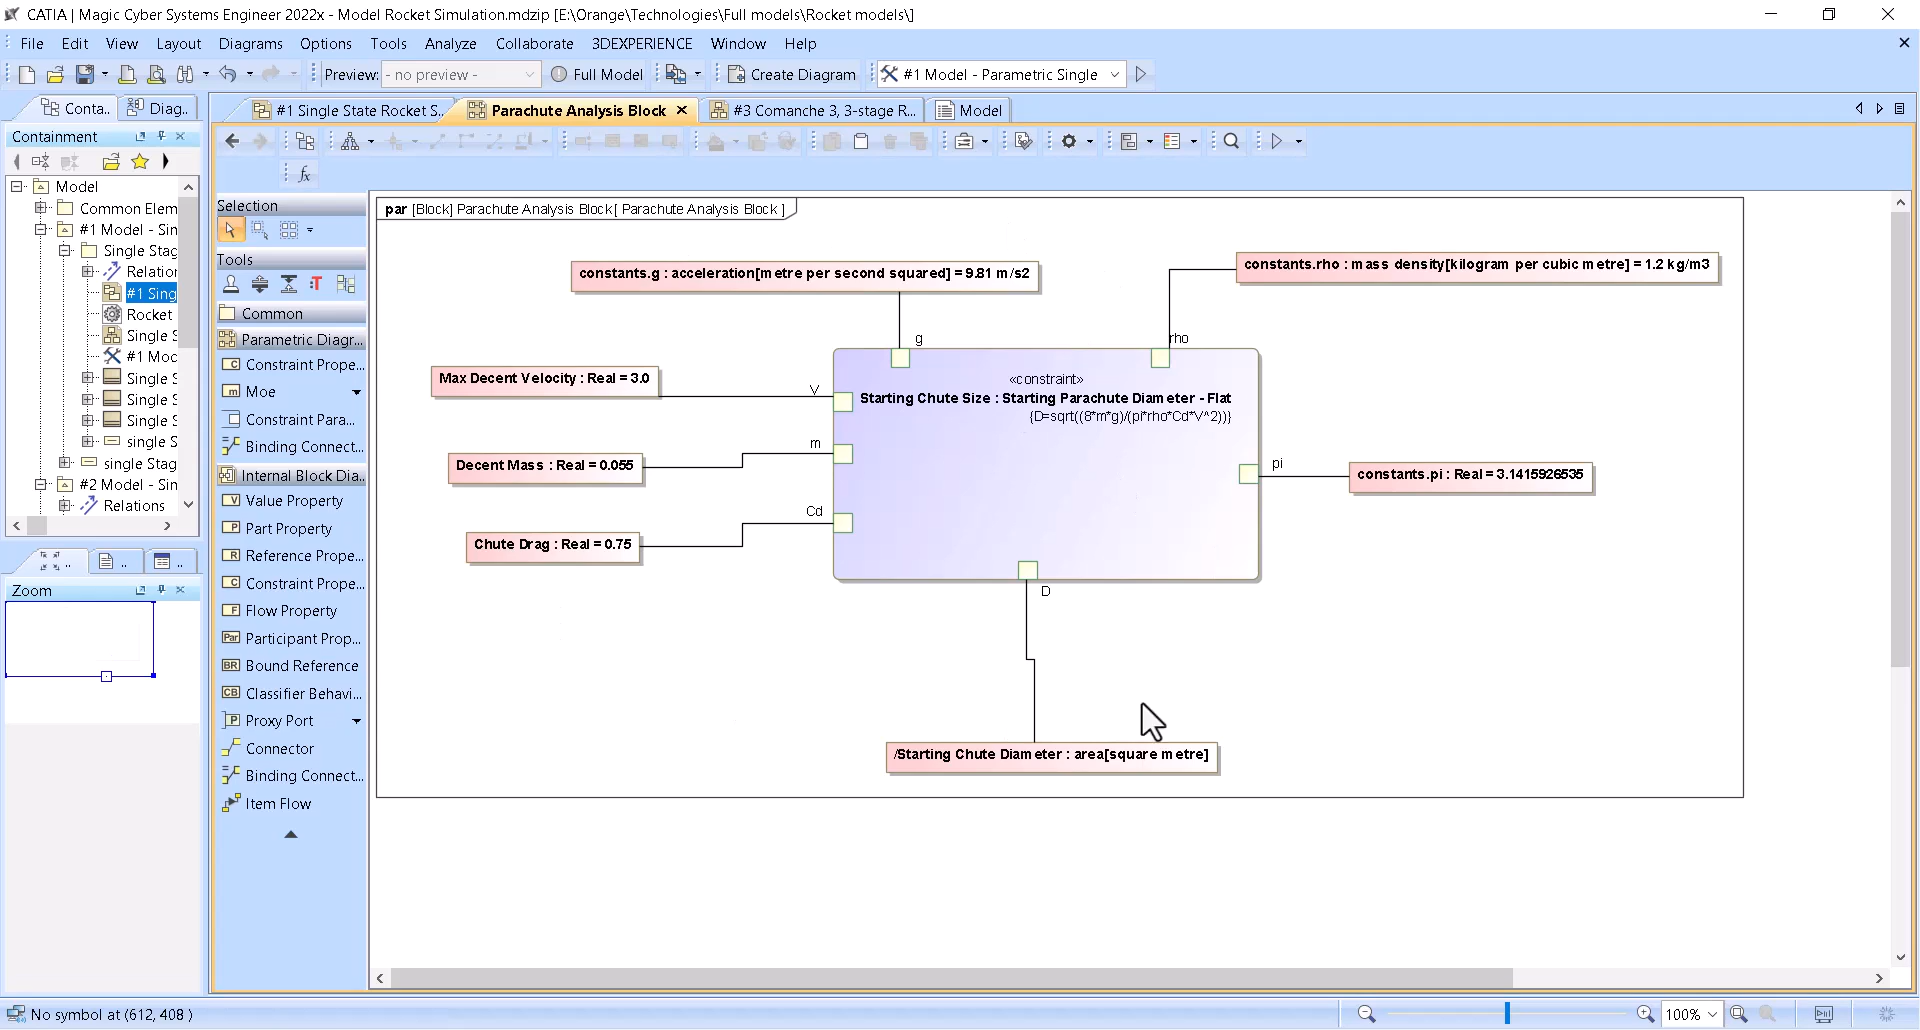 CATIA | Magic Cyber Systems Engineer 2022x - Model Rocket Simulation.mdzip [E:\Orange\Technologies\Full models\Rocket models\]
File Edit View Layout Diagrams Options Tools Analyze Collaborate 3DEXPERIENCE Window Help
Preview: - no preview - Full Model Create Diagram #1 Model - Parametric Single
Conta.. Diag.. #1 Single State Rocket S.. Parachute Analysis Block #3 Comanche 3, 3-stage R... Model
Containment
Model
Common Elem
#1 Model - Sin
Single Stag
Relation
#1 Sing
Rocket
Single S
#1 Moc
Single S
Single S
Single S
single S
single Stag
#2 Model - Sin
Relations
Zoom
Selection
Tools
Common
Parametric Diagr...
Constraint Prope...
Moe
Constraint Para...
Binding Connect...
Internal Block Dia...
Value Property
Part Property
Reference Prope...
Constraint Prope...
Flow Property
Participant Prop...
Bound Reference
Classifier Behavi...
Proxy Port
Connector
Binding Connect...
Item Flow
par [Block] Parachute Analysis Block[ Parachute Analysis Block ]
constants.g : acceleration[metre per second squared] = 9.81 m/s2
constants.rho : mass density[kilogram per cubic metre] = 1.2 kg/m3
g
rho
Max Decent Velocity : Real = 3.0
V
«constraint»
Starting Chute Size : Starting Parachute Diameter - Flat
{D=sqrt((8*m*g)/(pi*rho*Cd*V^2))}
m
Decent Mass : Real = 0.055
pi
constants.pi : Real = 3.1415926535
Cd
Chute Drag : Real = 0.75
D
/Starting Chute Diameter : area[square metre]
No symbol at (612, 408 )
100%